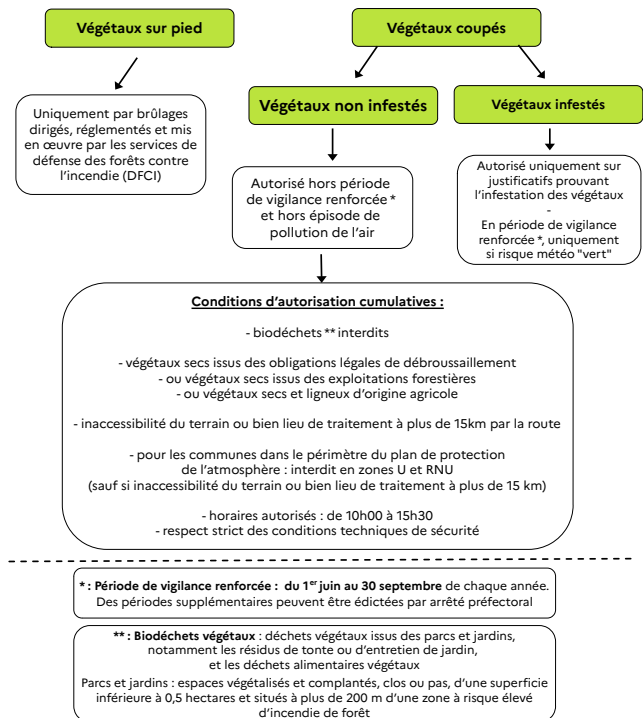 Végétaux sur pied
Végétaux coupés
Uniquement par brûlages
dirigés, réglementés et mis
en œuvre par les services de
défense des forêts contre
l'incendie (DFCI)
Végétaux non infestés
Végétaux infestés
Autorisé hors période
de vigilance renforcée *
et hors épisode de
pollution de l'air
Autorisé uniquement sur
justificatifs prouvant
l'infestation des végétaux
-
En période de vigilance
renforcée *, uniquement
si risque météo "vert"
Conditions d'autorisation cumulatives :
- biodéchets ** interdits
- végétaux secs issus des obligations légales de débroussaillement
- ou végétaux secs issus des exploitations forestières
- ou végétaux secs et ligneux d'origine agricole
- inaccessibilité du terrain ou bien lieu de traitement à plus de 15km par la route
- pour les communes dans le périmètre du plan de protection
de l'atmosphère : interdit en zones U et RNU
(sauf si inaccessibilité du terrain ou bien lieu de traitement à plus de 15 km)
- horaires autorisés : de 10h00 à 15h30
- respect strict des conditions techniques de sécurité
* : Période de vigilance renforcée : du 1er juin au 30 septembre de chaque année.
Des périodes supplémentaires peuvent être édictées par arrêté préfectoral
** : Biodéchets végétaux : déchets végétaux issus des parcs et jardins,
notamment les résidus de tonte ou d'entretien de jardin,
et les déchets alimentaires végétaux
Parcs et jardins : espaces végétalisés et complantés, clos ou pas, d'une superficie
inférieure à 0,5 hectares et situés à plus de 200 m d'une zone à risque élevé
d'incendie de forêt